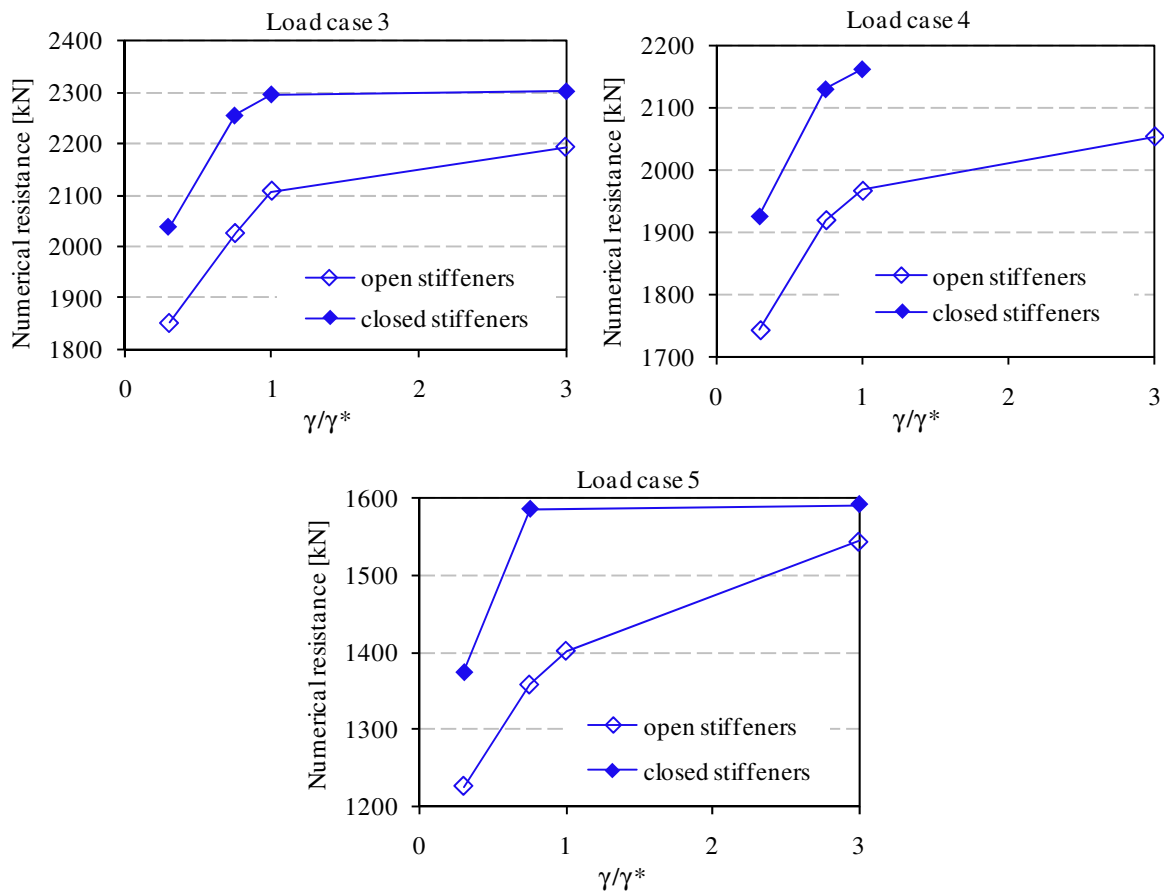 Load case 3
Numerical resistance [kN]
2400
2300
2200
2100
2000
1900
1800
open stiffeners
closed stiffeners
0 1 2 3
γ/γ*
Load case 4
Numerical resistance [kN]
2200
2100
2000
1900
1800
1700
open stiffeners
closed stiffeners
0 1 2 3
γ/γ*
Load case 5
Numerical resistance [kN]
1600
1500
1400
1300
1200
open stiffeners
closed stiffeners
0 1 2 3
γ/γ*